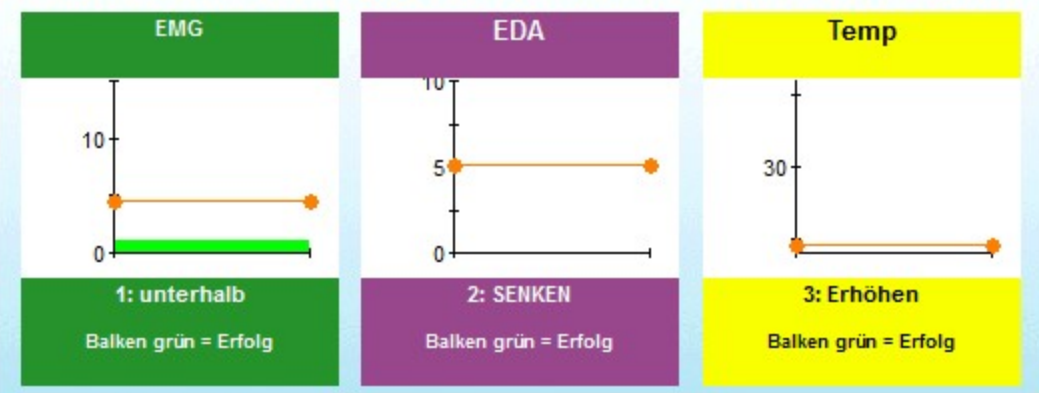 EMG
10
0
1: unterhalb
Balken grün = Erfolg
EDA
10
5
0
2: SENKEN
Balken grün = Erfolg
Temp
30
3: Erhöhen
Balken grün = Erfolg